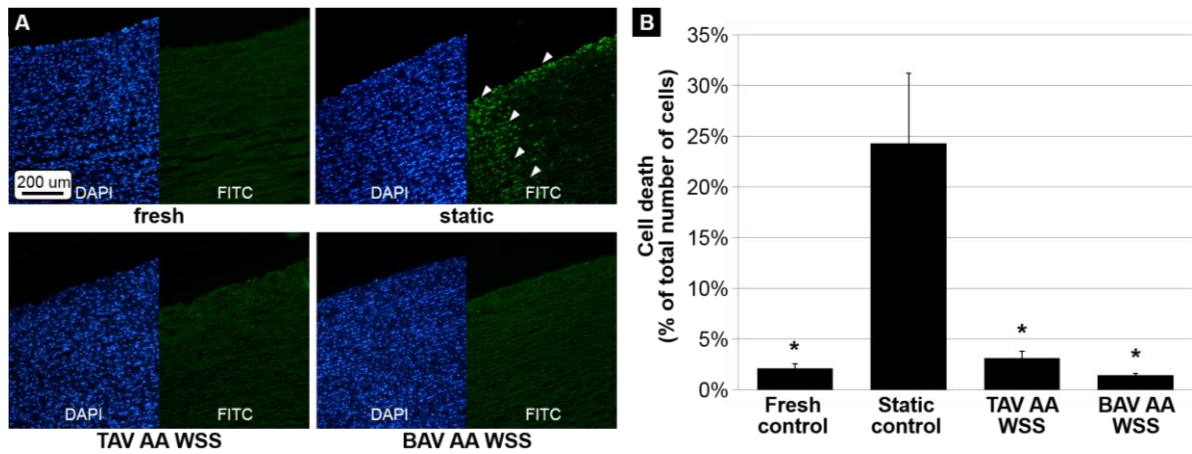 A
DAPI
FITC
200 um
fresh
DAPI
FITC
static
DAPI
FITC
TAV AA WSS
DAPI
FITC
BAV AA WSS
B
Cell death
(% of total number of cells)
35%
30%
25%
20%
15%
10%
5%
0%
*
*
*
Fresh
control
Static
control
TAV AA
WSS
BAV AA
WSS